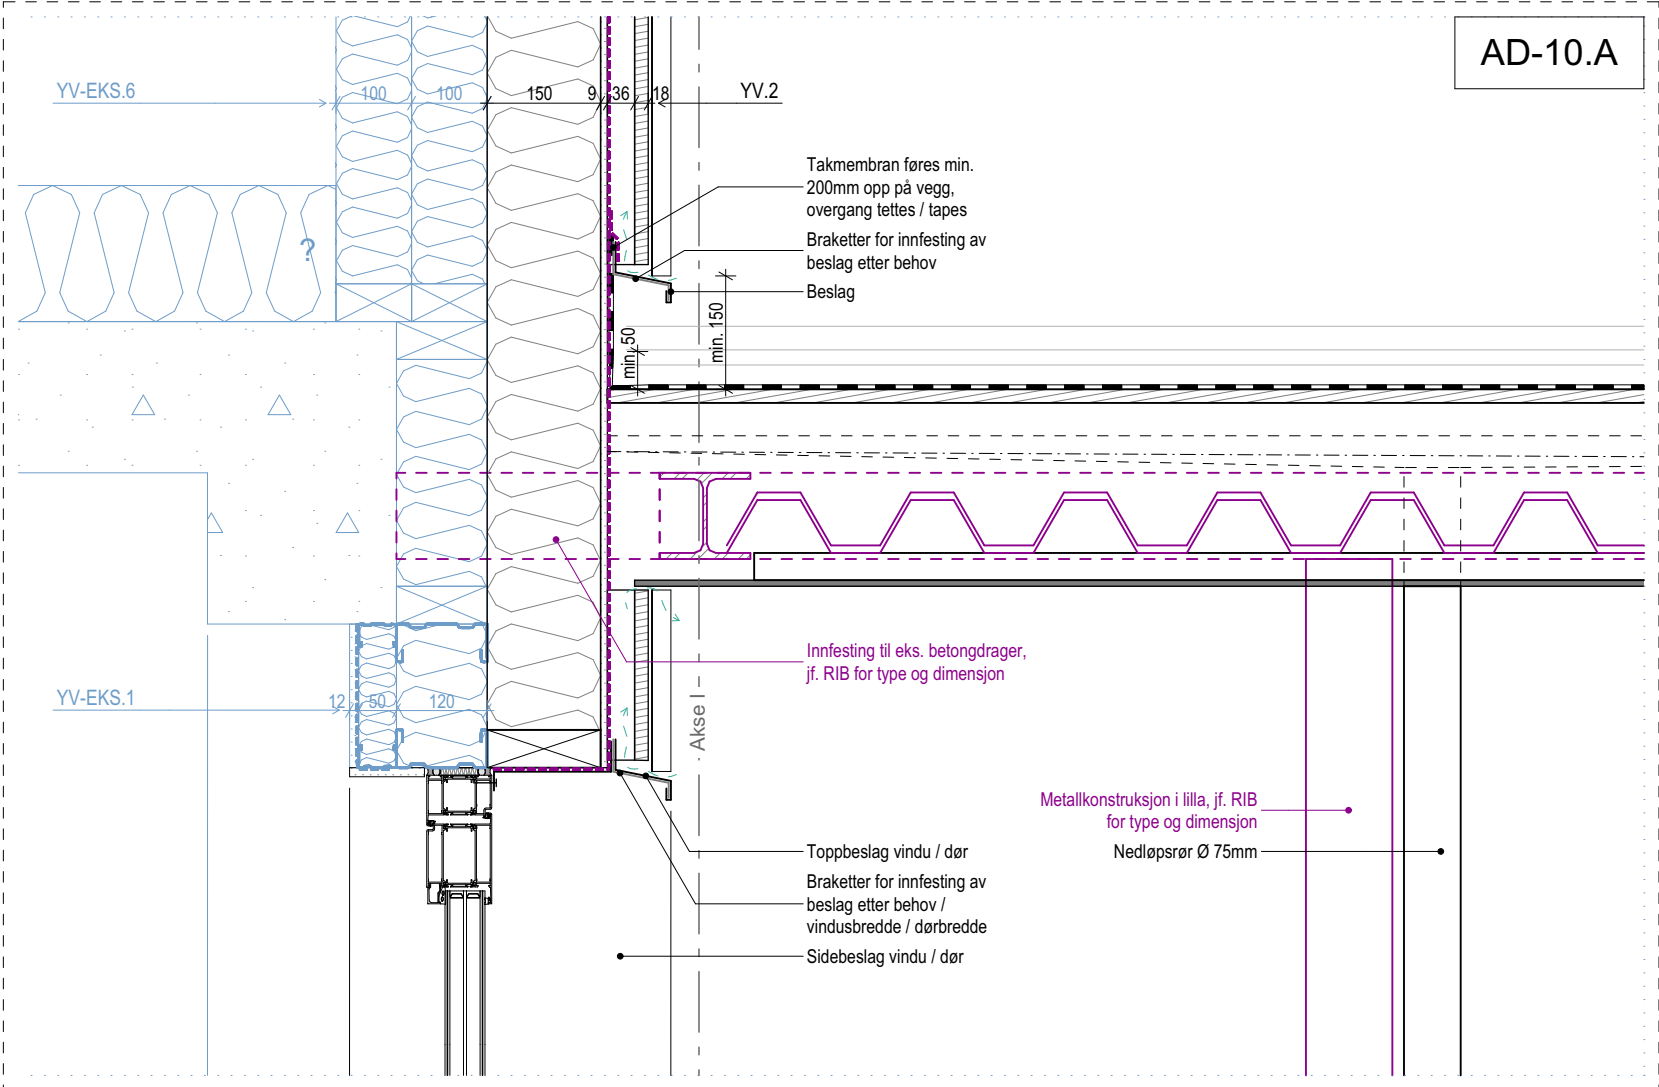 AD-10.A
YV-EKS.6
100
100
150
9
36
18
YV.2
Takmembran føres min.
200mm opp på vegg,
overgang tettes / tapes
Braketter for innfesting av
beslag etter behov
Beslag
?
min. 50
min. 150
Innfesting til eks. betongdrager,
jf. RIB for type og dimensjon
YV-EKS.1
12
50
120
Akse I
Metallkonstruksjon i lilla, jf. RIB
for type og dimensjon
Nedløpsrør Ø 75mm
Toppbeslag vindu / dør
Braketter for innfesting av
beslag etter behov /
vindusbredde / dørbredde
Sidebeslag vindu / dør